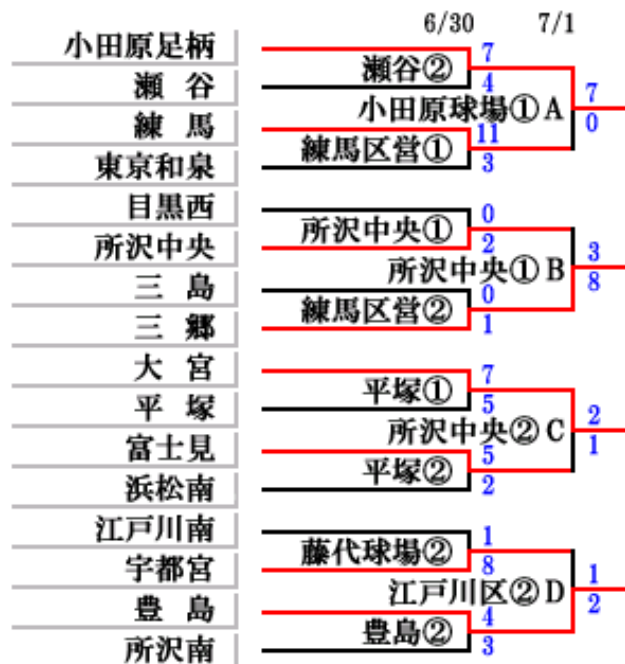 6/30 7/1
小田原足柄
7
瀬谷②
瀬 谷
4
7
小田原球場①A
練 馬
0
11
練馬区営①
東京和泉
3
目黒西
0
所沢中央①
所沢中央
2
3
所沢中央①B
三 島
8
0
練馬区営②
三 郷
1
大 宮
7
平塚①
平 塚
5
2
所沢中央②C
富士見
1
5
平塚②
浜松南
2
江戸川南
1
藤代球場②
宇都宮
8
1
江戸川区②D
豊 島
2
4
豊島②
所沢南
3